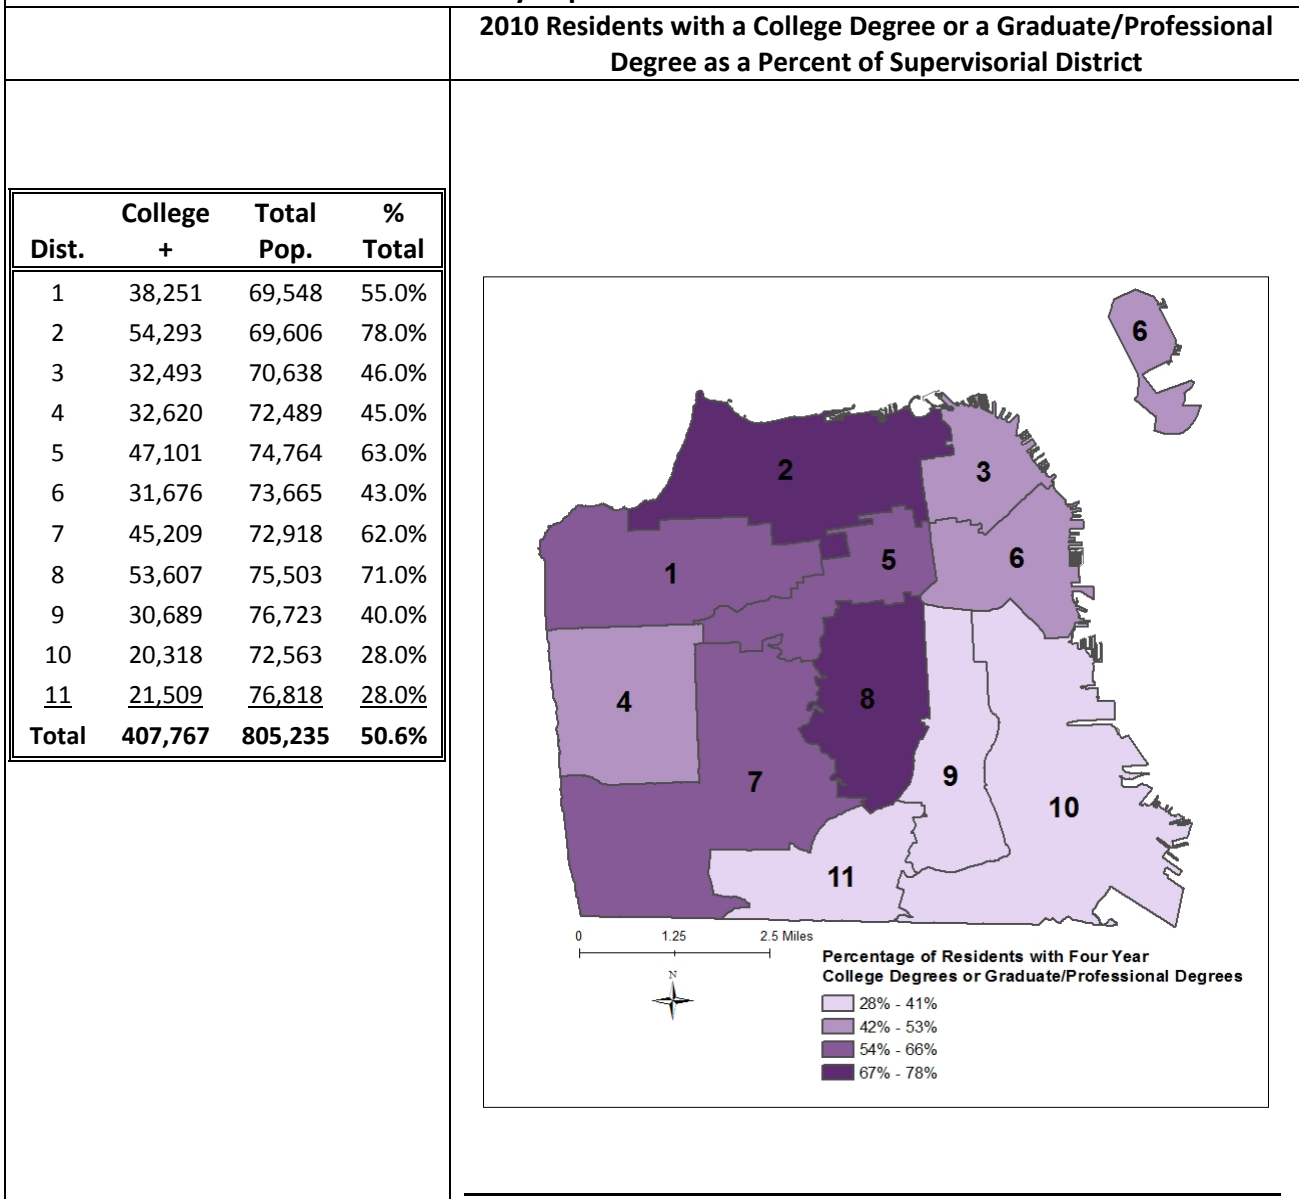 2010 Residents with a College Degree or a Graduate/Professional
Degree as a Percent of Supervisorial District
College Total %
Dist. + Pop. Total
1 38,251 69,548 55.0%
2 54,293 69,606 78.0%
3 32,493 70,638 46.0%
4 32,620 72,489 45.0%
5 47,101 74,764 63.0%
6 31,676 73,665 43.0%
7 45,209 72,918 62.0%
8 53,607 75,503 71.0%
9 30,689 76,723 40.0%
10 20,318 72,563 28.0%
11 21,509 76,818 28.0%
Total 407,767 805,235 50.6%
6
2
3
5
6
1
4
8
7
9
10
11
0 1.25 2.5 Miles
N
Percentage of Residents with Four Year
College Degrees or Graduate/Professional Degrees
28% - 41%
42% - 53%
54% - 66%
67% - 78%